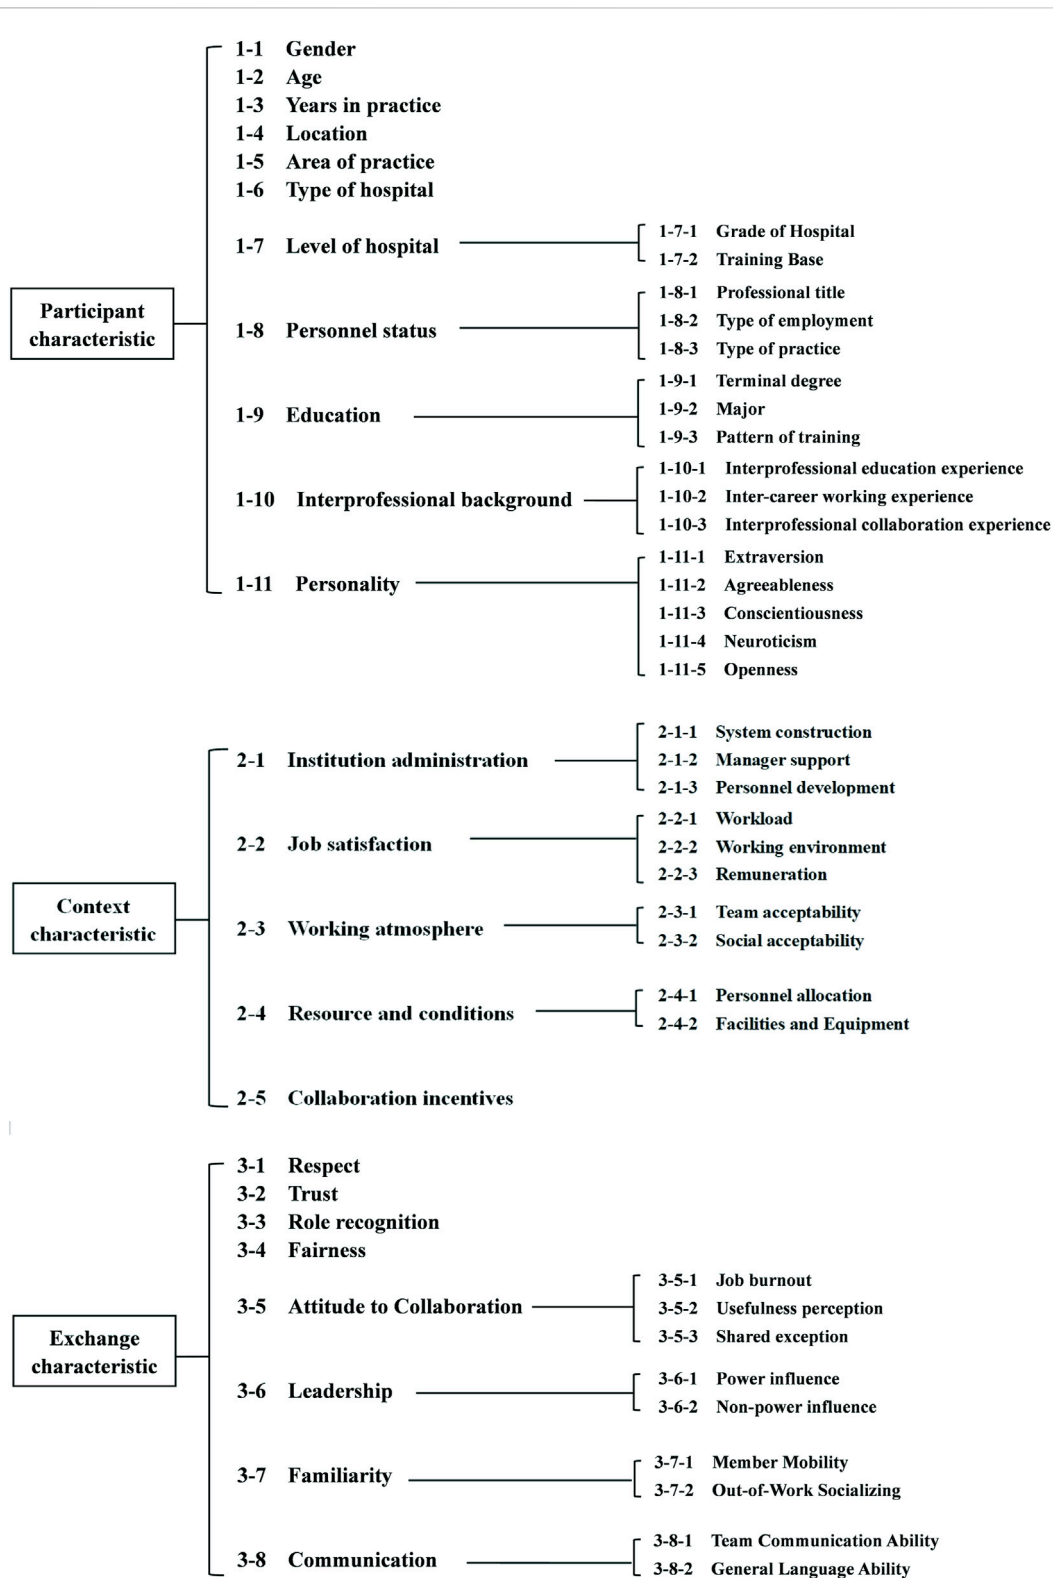 Participant
characteristic
1-1 Gender
1-2 Age
1-3 Years in practice
1-4 Location
1-5 Area of practice
1-6 Type of hospital
1-7 Level of hospital
1-7-1 Grade of Hospital
1-7-2 Training Base
1-8 Personnel status
1-8-1 Professional title
1-8-2 Type of employment
1-8-3 Type of practice
1-9 Education
1-9-1 Terminal degree
1-9-2 Major
1-9-3 Pattern of training
1-10 Interprofessional background
1-10-1 Interprofessional education experience
1-10-2 Inter-career working experience
1-10-3 Interprofessional collaboration experience
1-11 Personality
1-11-1 Extraversion
1-11-2 Agreeableness
1-11-3 Conscientiousness
1-11-4 Neuroticism
1-11-5 Openness
Context
characteristic
2-1 Institution administration
2-1-1 System construction
2-1-2 Manager support
2-1-3 Personnel development
2-2 Job satisfaction
2-2-1 Workload
2-2-2 Working environment
2-2-3 Remuneration
2-3 Working atmosphere
2-3-1 Team acceptability
2-3-2 Social acceptability
2-4 Resource and conditions
2-4-1 Personnel allocation
2-4-2 Facilities and Equipment
2-5 Collaboration incentives
Exchange
characteristic
3-1 Respect
3-2 Trust
3-3 Role recognition
3-4 Fairness
3-5 Attitude to Collaboration
3-5-1 Job burnout
3-5-2 Usefulness perception
3-5-3 Shared exception
3-6 Leadership
3-6-1 Power influence
3-6-2 Non-power influence
3-7 Familiarity
3-7-1 Member Mobility
3-7-2 Out-of-Work Socializing
3-8 Communication
3-8-1 Team Communication Ability
3-8-2 General Language Ability